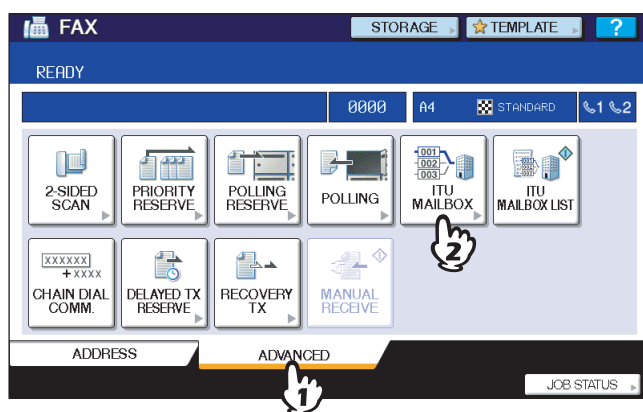 FAX
STORAGE
TEMPLATE
?
READY
0000
A4
STANDARD
1
2
2-SIDED
SCAN
PRIORITY
RESERVE
POLLING
RESERVE
POLLING
001
002
003
ITU
MAILBOX
ITU
MAILBOX LIST
2
XXXXXX
+XXXX
CHAIN DIAL
COMM.
DELAYED TX
RESERVE
RECOVERY
TX
MANUAL
RECEIVE
ADDRESS
ADVANCED
1
JOB STATUS